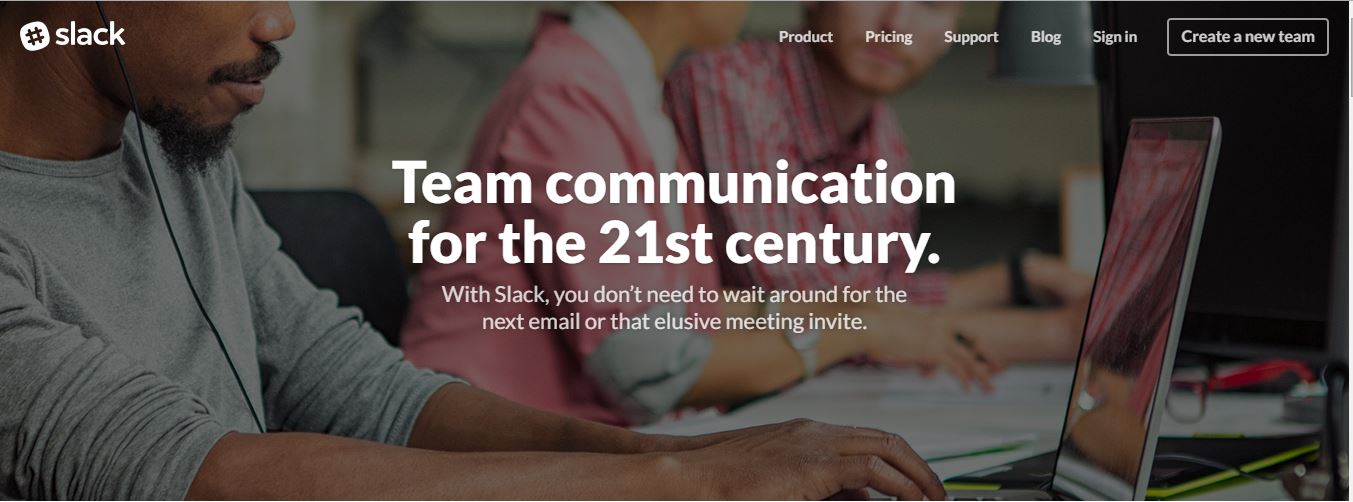 slack
Product Pricing Support Blog Sign in Create a new team
Team communication
for the 21st century.
With Slack, you don’t need to wait around for the
next email or that elusive meeting invite.